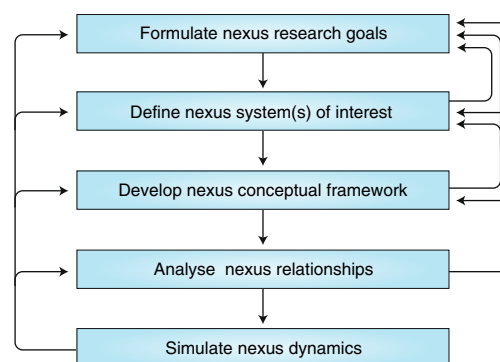 Formulate nexus research goals
Define nexus system(s) of interest
Develop nexus conceptual framework
Analyse nexus relationships
Simulate nexus dynamics